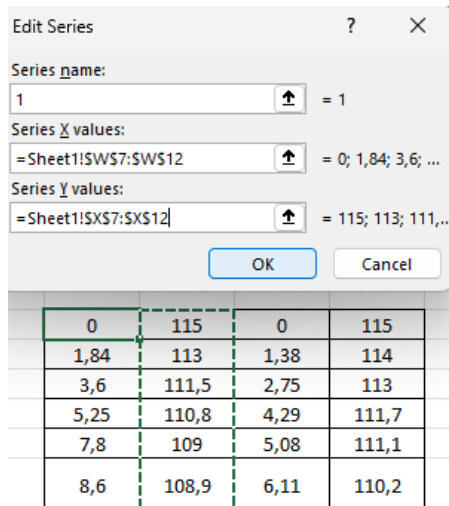 Edit Series ? ×
Series name:
1 = 1
Series X values:
=Sheet1!$W$7:$W$12 = 0; 1,84; 3,6; ...
Series Y values:
=Sheet1!$X$7:$X$12 = 115; 113; 111,...
OK Cancel
0 115 0 115
1,84 113 1,38 114
3,6 111,5 2,75 113
5,25 110,8 4,29 111,7
7,8 109 5,08 111,1
8,6 108,9 6,11 110,2